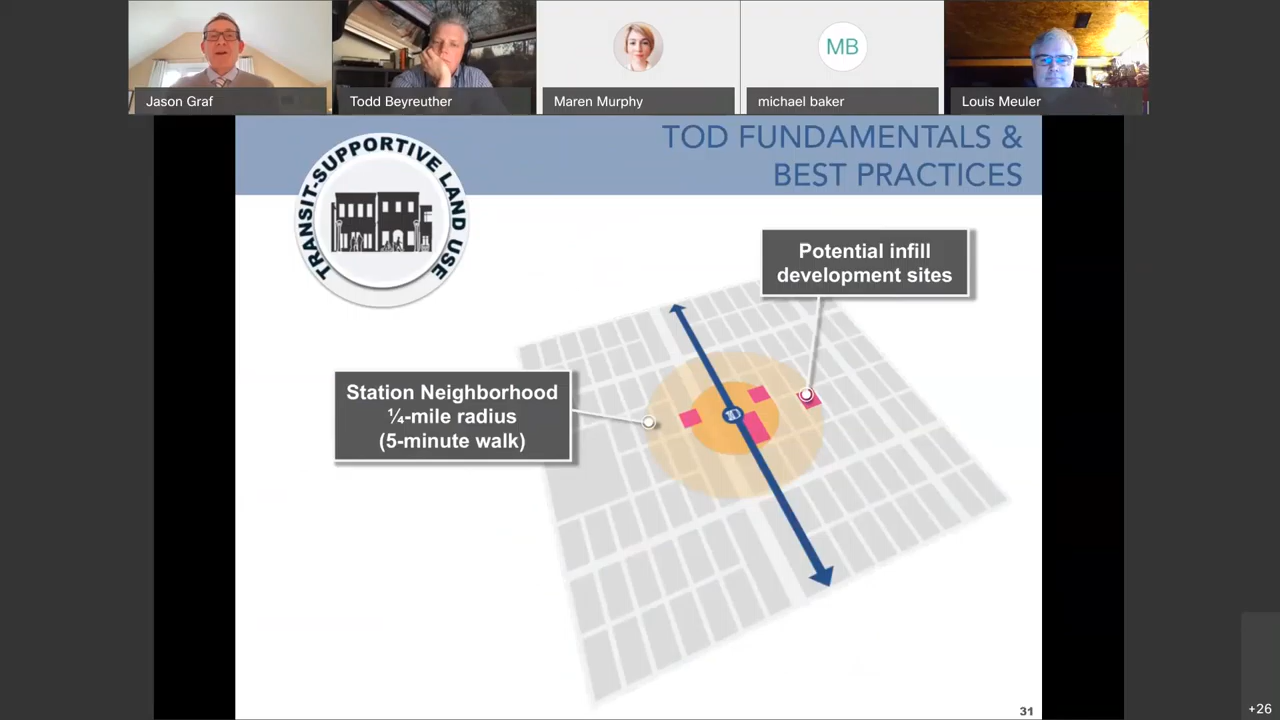 Jason Graf
Todd Beyreuther
Maren Murphy
MB
michael baker
Louis Meuler
TRANSIT-SUPPORTIVE LAND USE
TOD FUNDAMENTALS &
BEST PRACTICES
Potential infill
development sites
Station Neighborhood
¼-mile radius
(5-minute walk)
31
+26